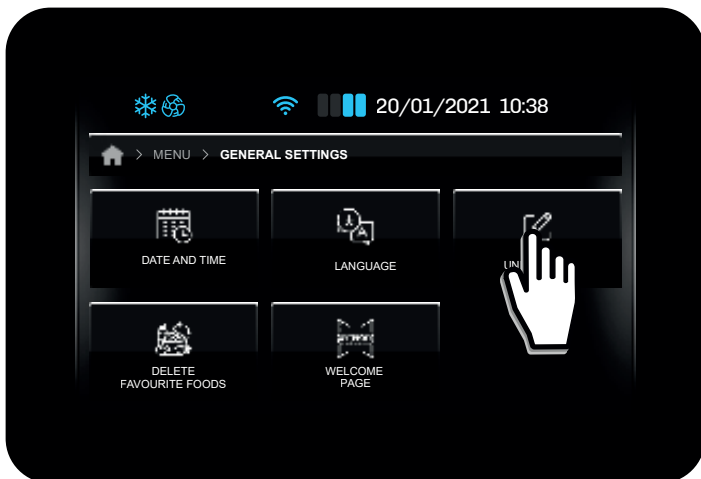 20/01/2021 10:38
> MENU > GENERAL SETTINGS
DATE AND TIME
LANGUAGE
DELETE
FAVOURITE FOODS
WELCOME
PAGE